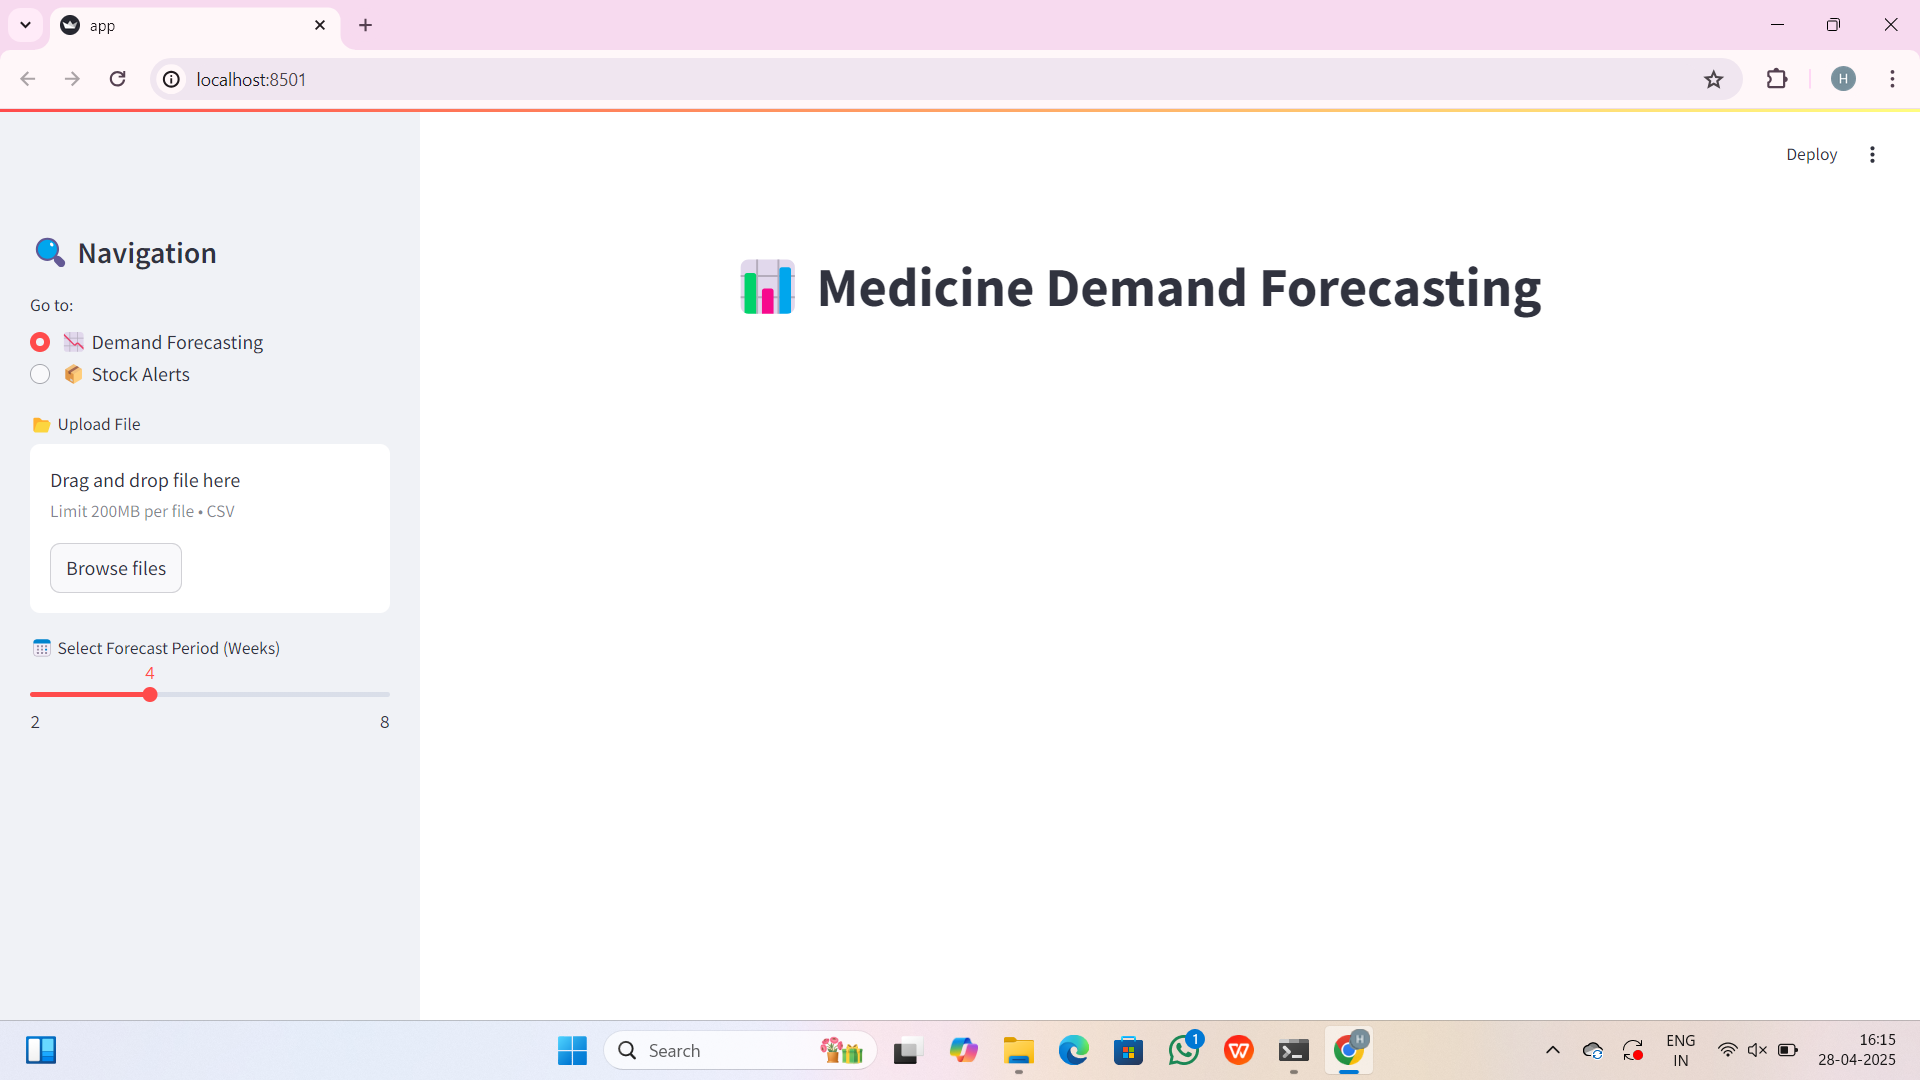 app
localhost:8501
H
Deploy
Navigation
Go to:
Demand Forecasting
Stock Alerts
Upload File
Drag and drop file here
Limit 200MB per file • CSV
Browse files
Select Forecast Period (Weeks)
4
2 8
Medicine Demand Forecasting
Search
1
W
H
ENG
IN
16:15
28-04-2025